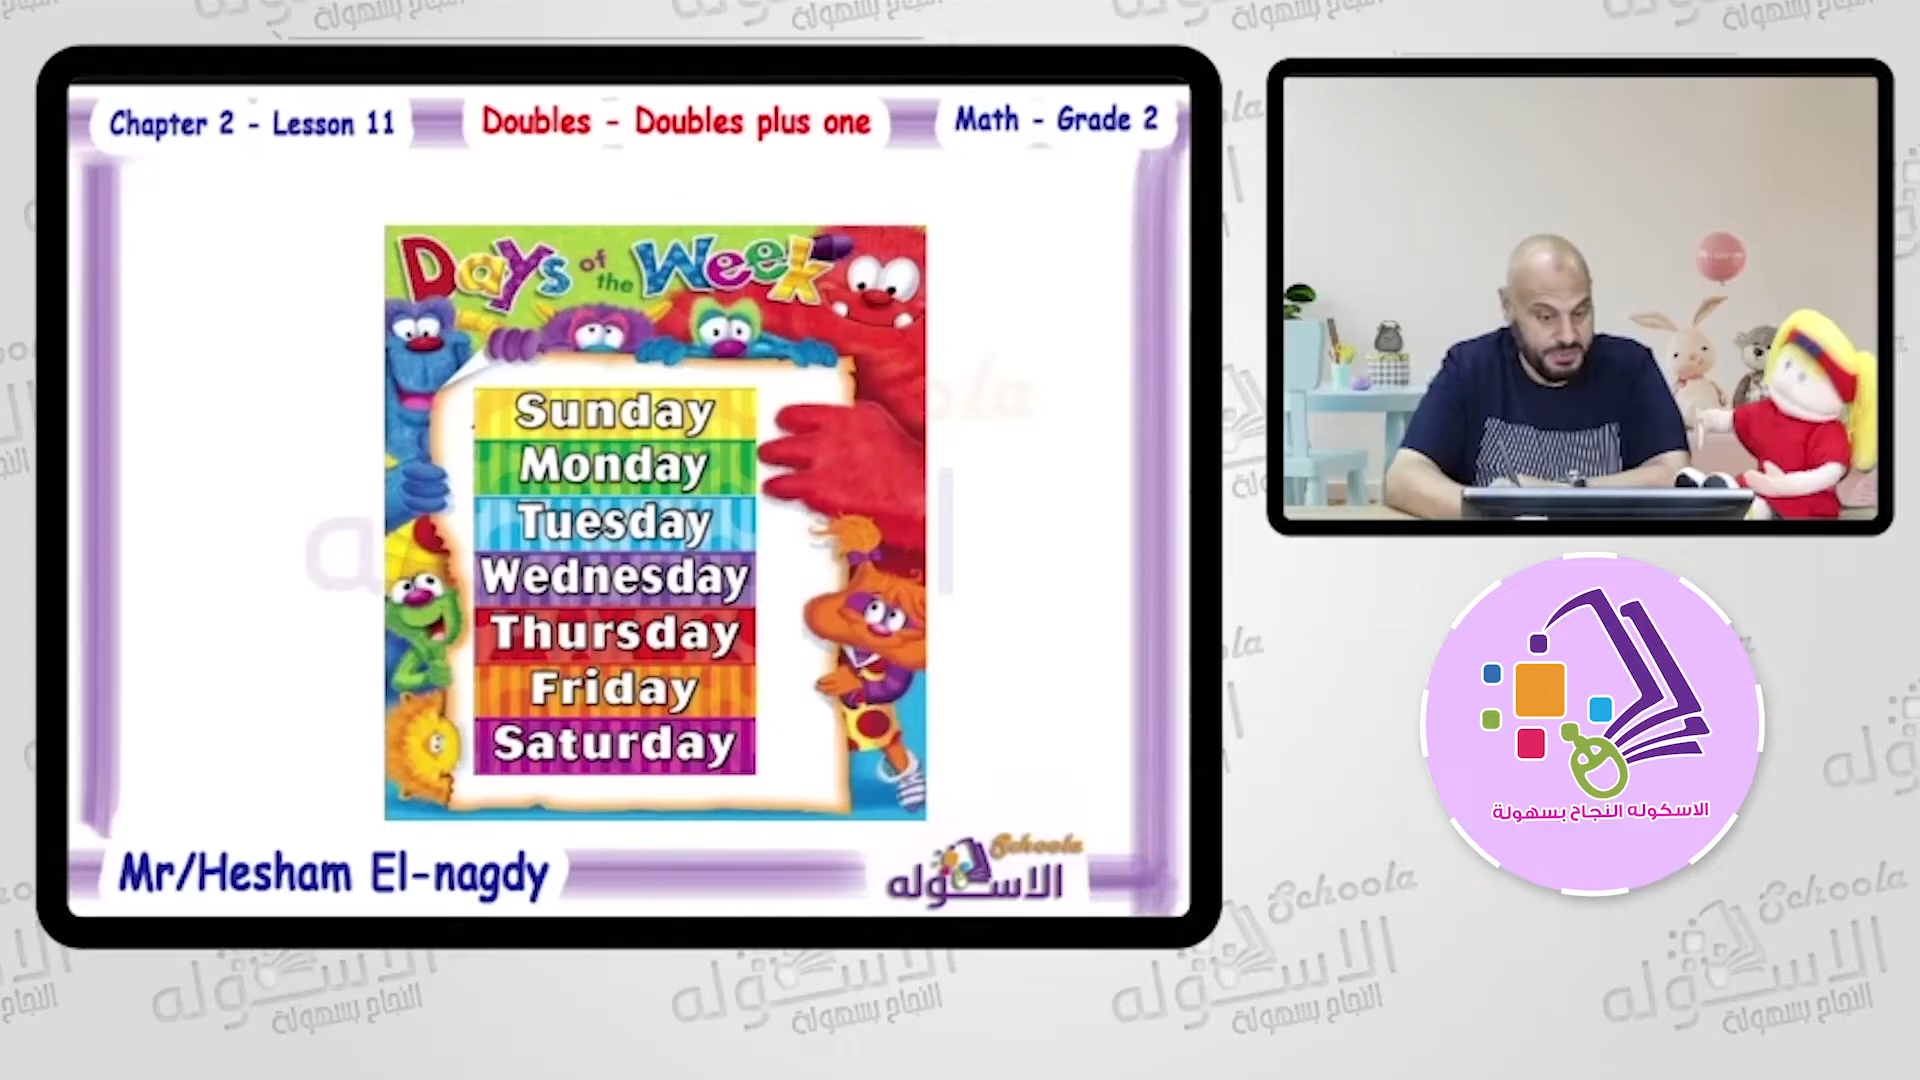 Chapter 2 - Lesson 11
Doubles - Doubles plus one
Math - Grade 2
Days of the Week
Sunday
Monday
Tuesday
Wednesday
Thursday
Friday
Saturday
Mr/Hesham El-nagdy
Schoola
الاسكوله
الاسكوله النجاح بسهولة